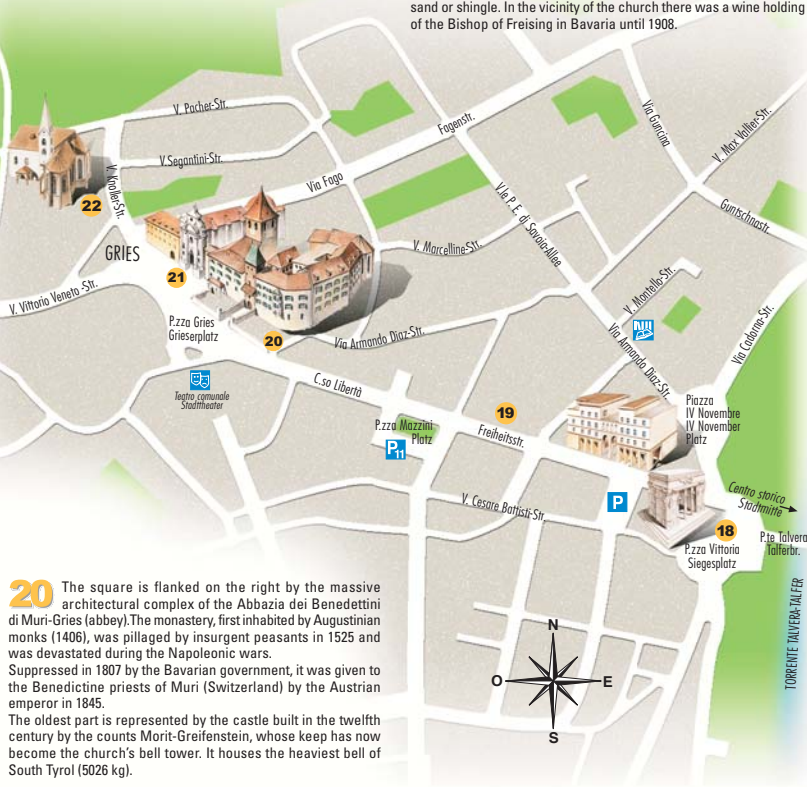 sand or shingle. In the vicinity of the church there was a wine holding
of the Bishop of Freising in Bavaria until 1908.
V. Pacher-Str.
Fagenstr.
Via Guncina
V. Max Vallier-Str.
V.Segantini-Str.
V. Knoller-Str.
Via Fago
22
V.le P. E. di Savoia-Allee
Guntschnastr.
GRIES
V. Marcelline-Str.
21
V. Vittorio Veneto -Str.
V. Montello-Str.
P.zza Gries
Grieserplatz
20
Via Armando Diaz-Str.
Via Armando Diaz-Str.
Via Cadorna-Str.
Teatro comunale
Stadttheater
C.so Libertà
19
Piazza
IV Novembre
IV November
Platz
P.zza Mazzini
Platz
Freiheitsstr.
P11
V. Cesare Battisti-Str.
P
Centro storico
Stadtmitte
18
P.te Talvera
Talferbr.
P.zza Vittoria
Siegesplatz
TORRENTE TALVERA-TALFER
20 The square is flanked on the right by the massive
architectural complex of the Abbazia dei Benedettini
di Muri-Gries (abbey).The monastery, first inhabited by Augustinian
monks (1406), was pillaged by insurgent peasants in 1525 and
was devastated during the Napoleonic wars.
Suppressed in 1807 by the Bavarian government, it was given to
the Benedictine priests of Muri (Switzerland) by the Austrian
emperor in 1845.
The oldest part is represented by the castle built in the twelfth
century by the counts Morit-Greifenstein, whose keep has now
become the church's bell tower. It houses the heaviest bell of
South Tyrol (5026 kg).
N
O
E
S